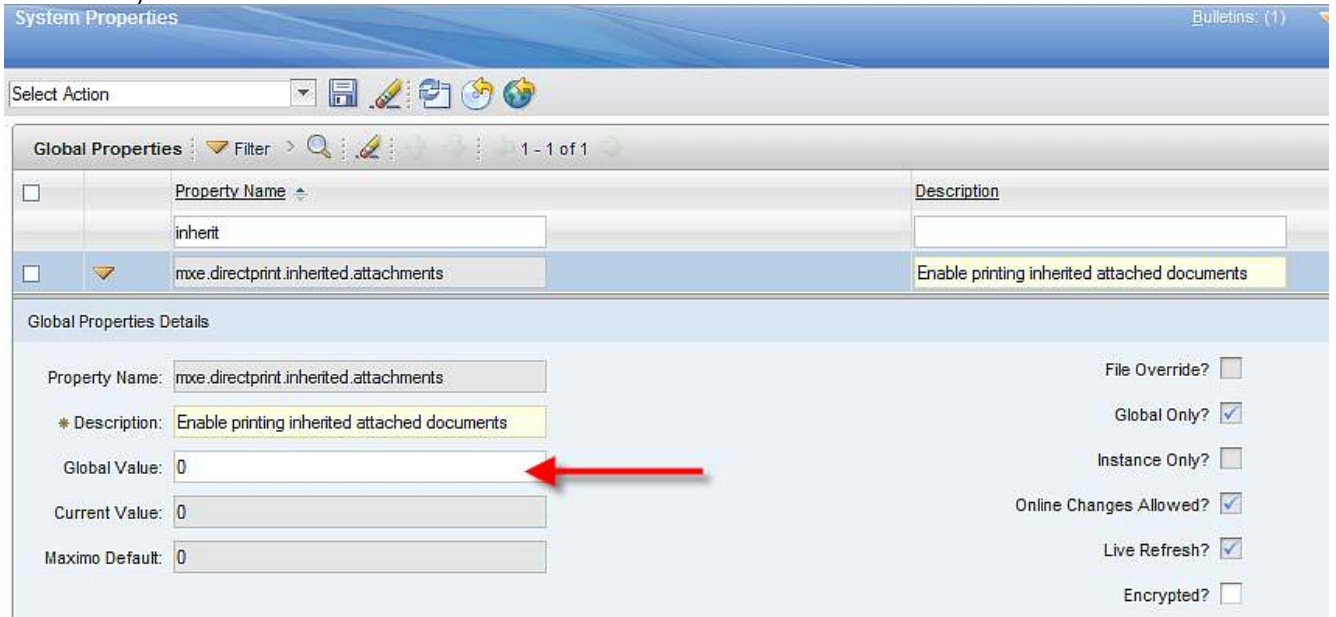 System Properties Bulletins: (1)
Select Action
Global Properties Filter > 1 - 1 of 1
Property Name Description
inherit
mxe.directprint.inherited.attachments Enable printing inherited attached documents
Global Properties Details
Property Name: mxe.directprint.inherited.attachments File Override?
* Description: Enable printing inherited attached documents Global Only?
Global Value: 0 Instance Only?
Current Value: 0 Online Changes Allowed?
Maximo Default: 0 Live Refresh?
Encrypted?